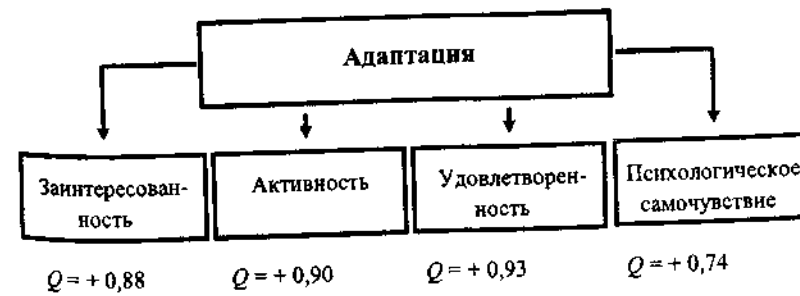 Адаптация
Заинтересован-
ность
Активность
Удовлетворен-
ность
Психологическое
самочувствие
Q = + 0,88
Q = + 0,90
Q = + 0,93
Q = + 0,74